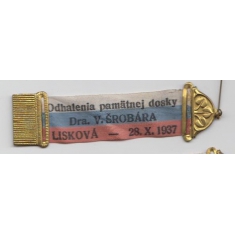 Odhalenia pamätnej dosky
Dra. V. ŠROBÁRA
LISKOVÁ — 28. X. 1937